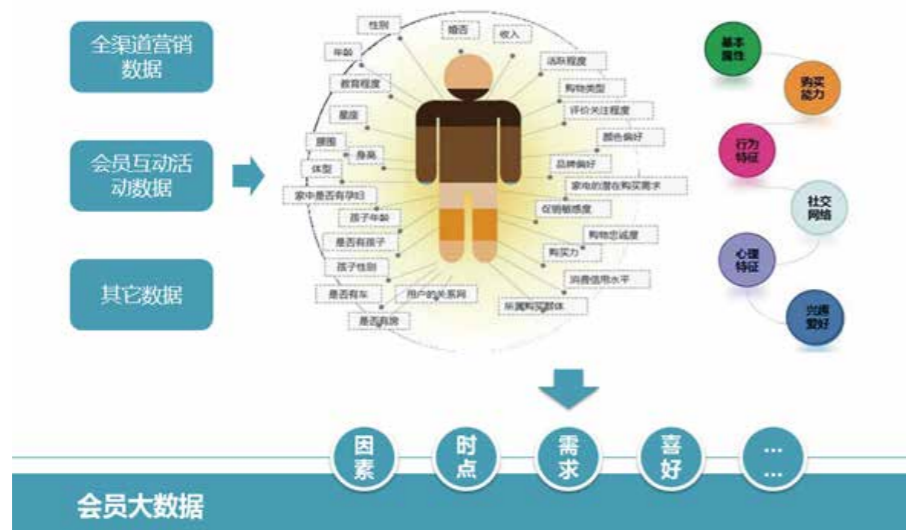 全渠道营销
数据
会员互动活
动数据
其它数据
性别
婚否
收入
年龄
活跃程度
教育程度
购物类型
星座
评价关注程度
腰围
颜色偏好
身高
品牌偏好
体型
家电的潜在购买需求
家中是否有孕妇
促销敏感度
孩子年龄
购物忠诚度
是否有孩子
购买力
孩子性别
消费信用水平
是否有车
用户的关系网
所属购买群体
是否有房
基本
属性
购买
能力
行为
特征
社交
网络
心理
特征
兴趣
爱好
因
素
时
点
需
求
喜
好
...
...
会员大数据